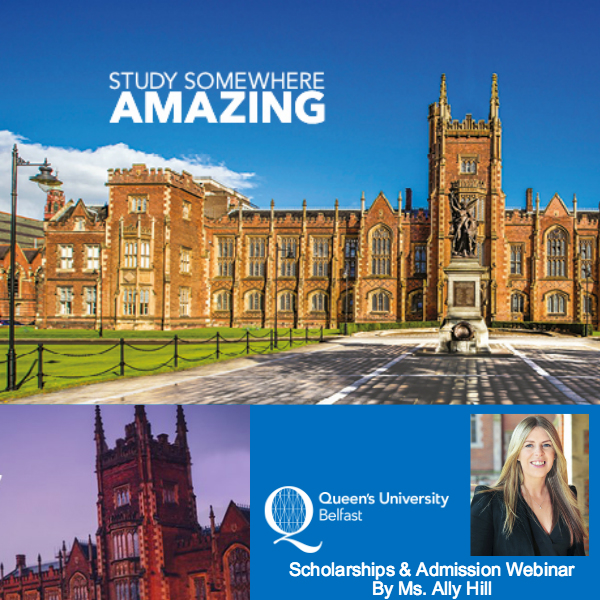 STUDY SOMEWHERE
AMAZING
Queen's University
Belfast
Scholarships & Admission Webinar
By Ms. Ally Hill